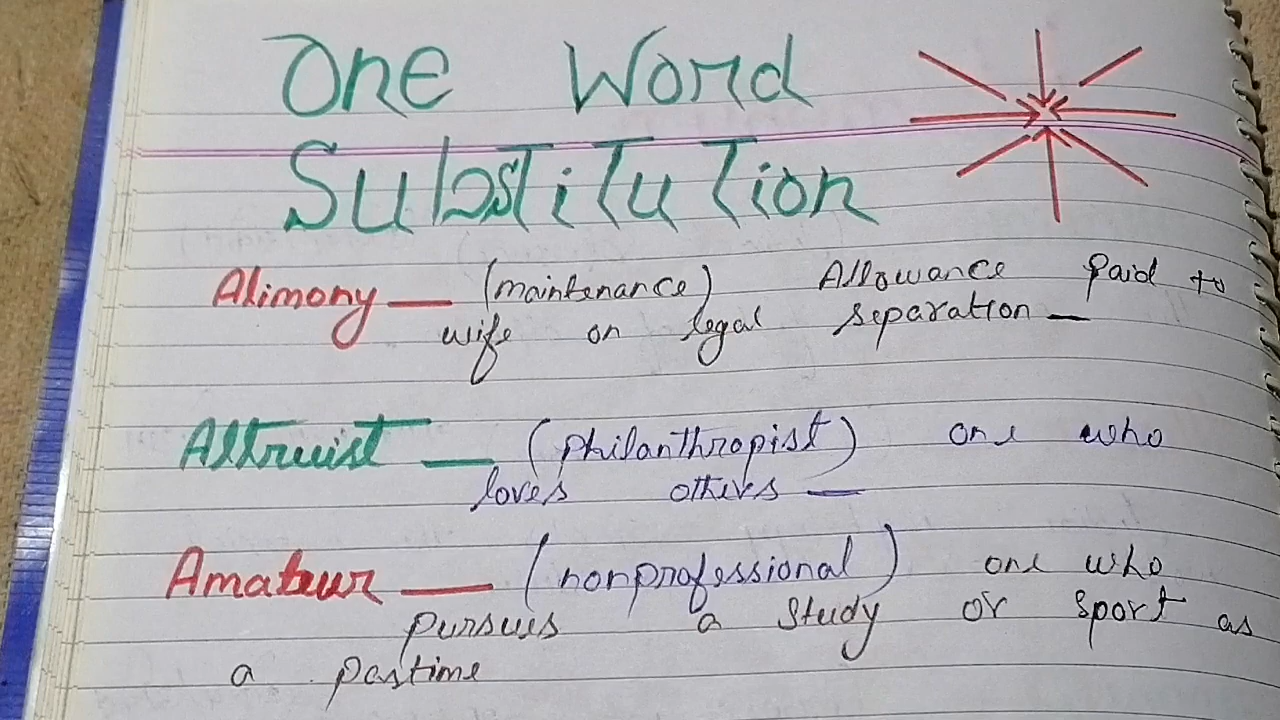 One Word
Substitution
Alimony — (maintenance) Allowance paid to
wife on legal separation —
Altruist — (philanthropist) one who
loves others —
Amateur — (nonprofessional) one who
pursues a study or sport as
a pastime